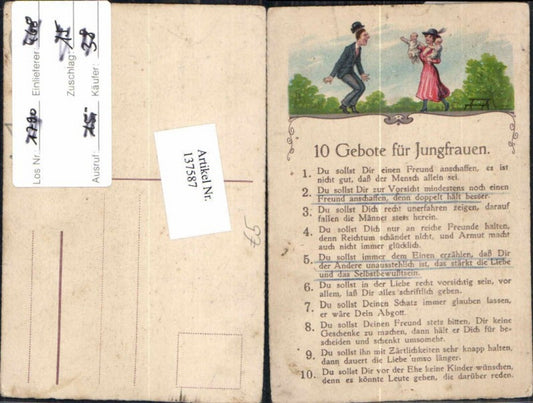 Los Nr.: 7790 Einlieferer: 468
Ausruf: 15,- Zuschlag: 15
Käufer: 38
Artikel Nr.
137587
£5
10 Gebote für Jungfrauen.
1. Du sollst Dir einen Freund anschaffen, es ist
nicht gut, daß der Mensch allein sei.
2. Du sollst Dir zur Vorsicht mindestens noch einen
Freund anschaffen, denn doppelt hält besser.
3. Du sollst Dich recht unerfahren zeigen, darauf
fallen die Männer stets herein.
4. Du sollst Dich nur an reiche Freunde halten,
denn Reichtum schändet nicht, und Armut macht
auch nicht immer glücklich.
5. Du sollst immer dem Einen erzählen, daß Dir
der Andere unausstehlich ist, das stärkt die Liebe
und das Selbstbewußtsein.
6. Du sollst in der Liebe recht vorsichtig sein, vor
allem, laß Dir alles schriftlich geben.
7. Du sollst Deinen Schatz immer glauben lassen,
er wäre Dein Abgott.
8. Du sollst Deinen Freund stets bitten, Dir keine
Geschenke zu machen, dann hält er Dich für be-
scheiden und schenkt umsomehr.
9. Du sollst ihn mit Zärtlichkeiten sehr knapp halten,
dann dauert die Liebe umso länger.
10. Du sollst Dir vor der Ehe keine Kinder wünschen,
denn es könnte Leute geben, die darüber reden.